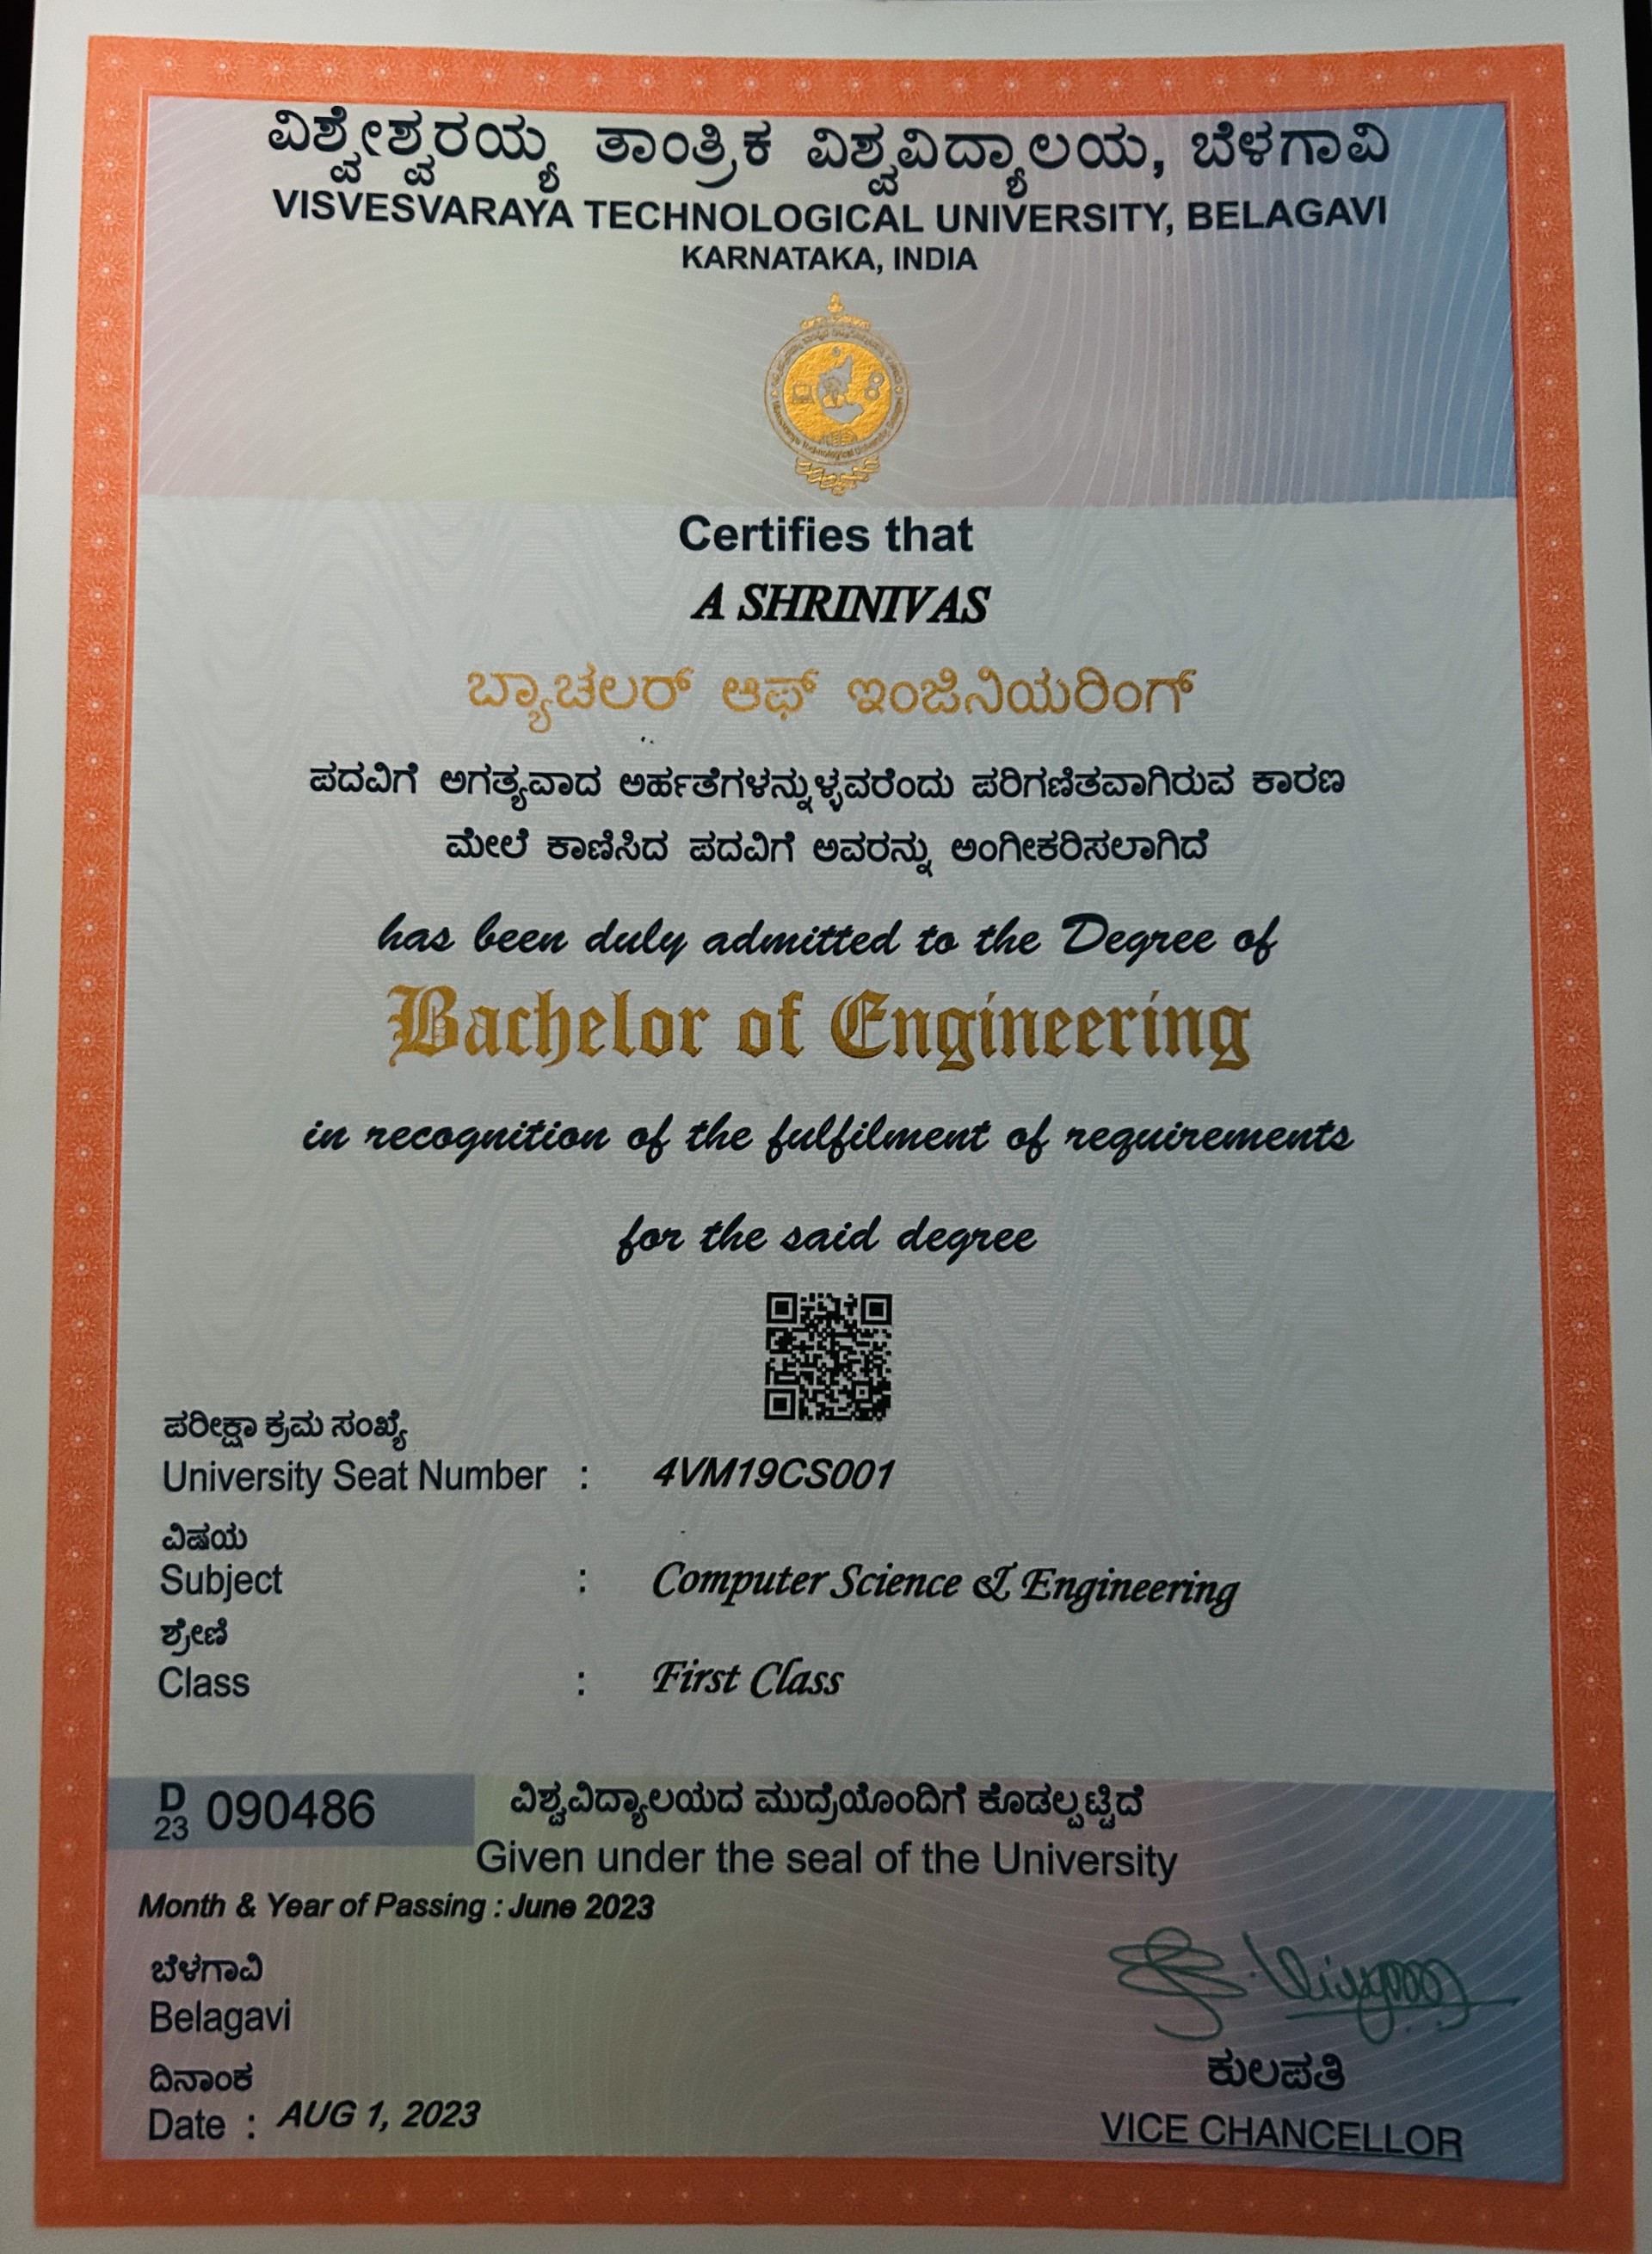 ವಿಶ್ವೇಶ್ವರಯ್ಯ ತಾಂತ್ರಿಕ ವಿಶ್ವವಿದ್ಯಾಲಯ, ಬೆಳಗಾವಿ
VISVESVARAYA TECHNOLOGICAL UNIVERSITY, BELAGAVI
KARNATAKA, INDIA
Certifies that
A SHRINIVAS
ಬ್ಯಾಚಲರ್ ಆಫ್ ಇಂಜಿನಿಯರಿಂಗ್
ಪದವಿಗೆ ಅಗತ್ಯವಾದ ಅರ್ಹತೆಗಳನ್ನುಳ್ಳವರೆಂದು ಪರಿಗಣಿತವಾಗಿರುವ ಕಾರಣ
ಮೇಲೆ ಕಾಣಿಸಿದ ಪದವಿಗೆ ಅವರನ್ನು ಅಂಗೀಕರಿಸಲಾಗಿದೆ
has been duly admitted to the Degree of
Bachelor of Engineering
in recognition of the fulfilment of requirements
for the said degree
ಪರೀಕ್ಷಾ ಕ್ರಮ ಸಂಖ್ಯೆ
University Seat Number : 4VM19CS001
ವಿಷಯ
Subject : Computer Science & Engineering
ಶ್ರೇಣಿ
Class : First Class
D 23 090486
ವಿಶ್ವವಿದ್ಯಾಲಯದ ಮುದ್ರೆಯೊಂದಿಗೆ ಕೊಡಲ್ಪಟ್ಟಿದೆ
Given under the seal of the University
Month & Year of Passing : June 2023
ಬೆಳಗಾವಿ
Belagavi
ದಿನಾಂಕ
Date : AUG 1, 2023
ಕುಲಪತಿ
VICE CHANCELLOR